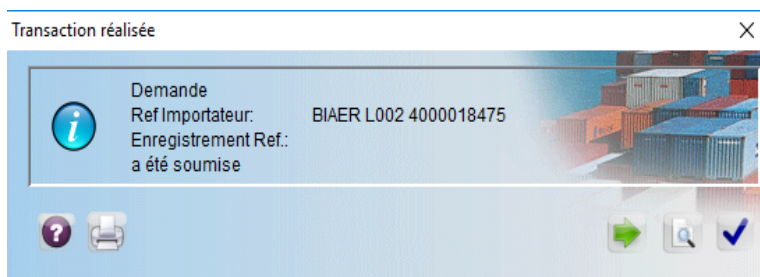 Transaction réalisée
Demande
Ref Importateur: BIAER L002 4000018475
Enregistrement Ref.:
a été soumise